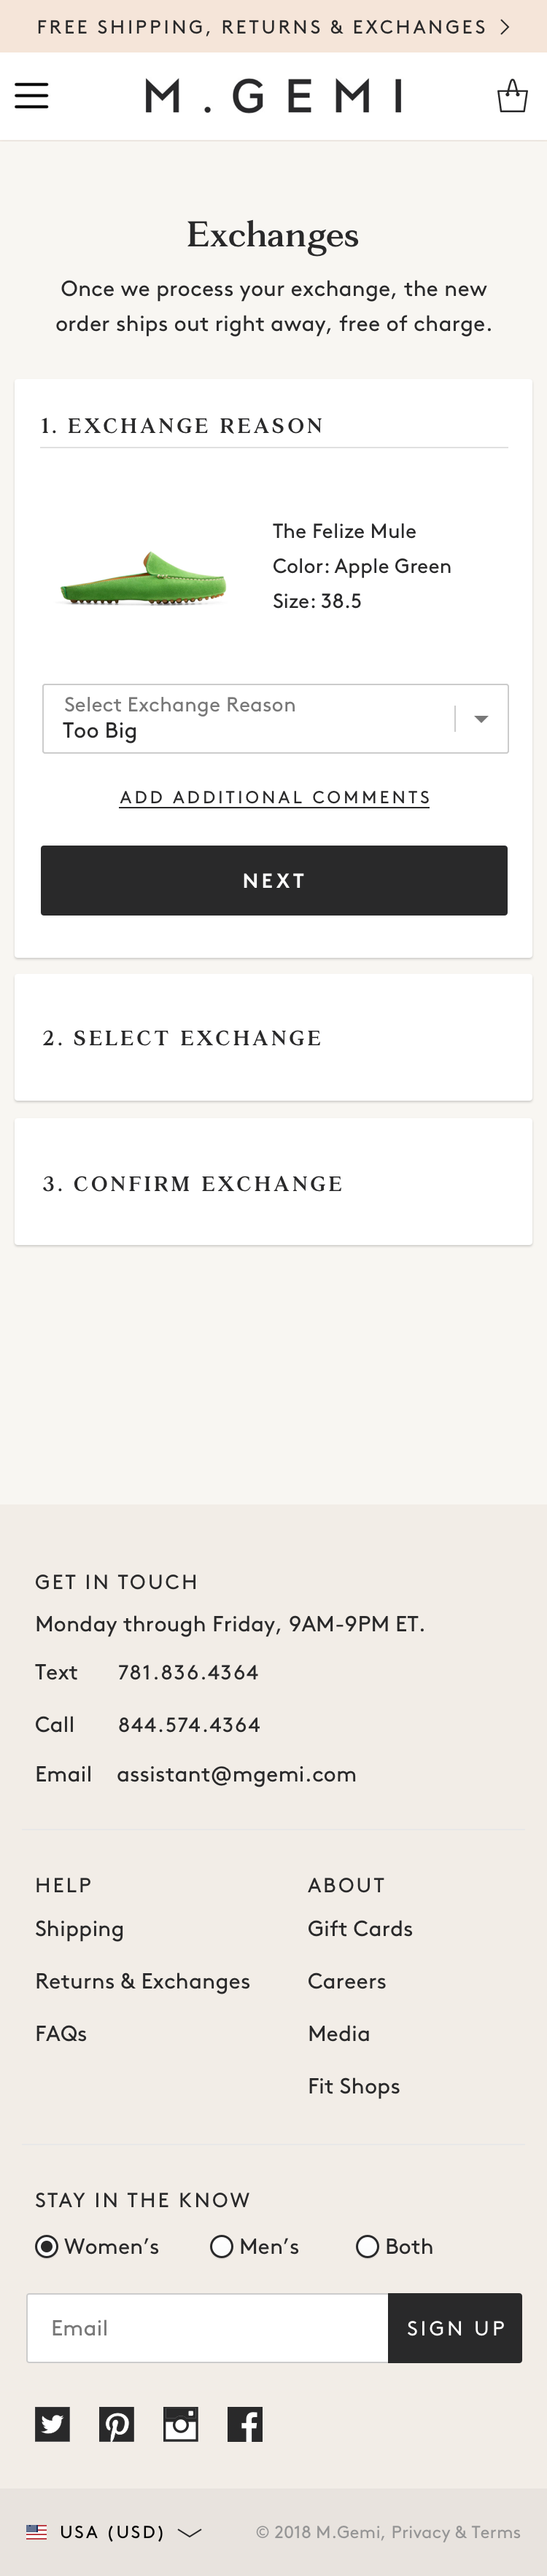 FREE SHIPPING, RETURNS & EXCHANGES
M.GEMI
Exchanges
Once we process your exchange, the new
order ships out right away, free of charge.
1. EXCHANGE REASON
The Felize Mule
Color: Apple Green
Size: 38.5
Select Exchange Reason
Too Big
ADD ADDITIONAL COMMENTS
NEXT
2. SELECT EXCHANGE
3. CONFIRM EXCHANGE
GET IN TOUCH
Monday through Friday, 9AM-9PM ET.
Text 781.836.4364
Call 844.574.4364
Email assistant@mgemi.com
HELP
Shipping
Returns & Exchanges
FAQs
ABOUT
Gift Cards
Careers
Media
Fit Shops
STAY IN THE KNOW
Women’s Men’s Both
Email SIGN UP
USA (USD) © 2018 M.Gemi, Privacy & Terms